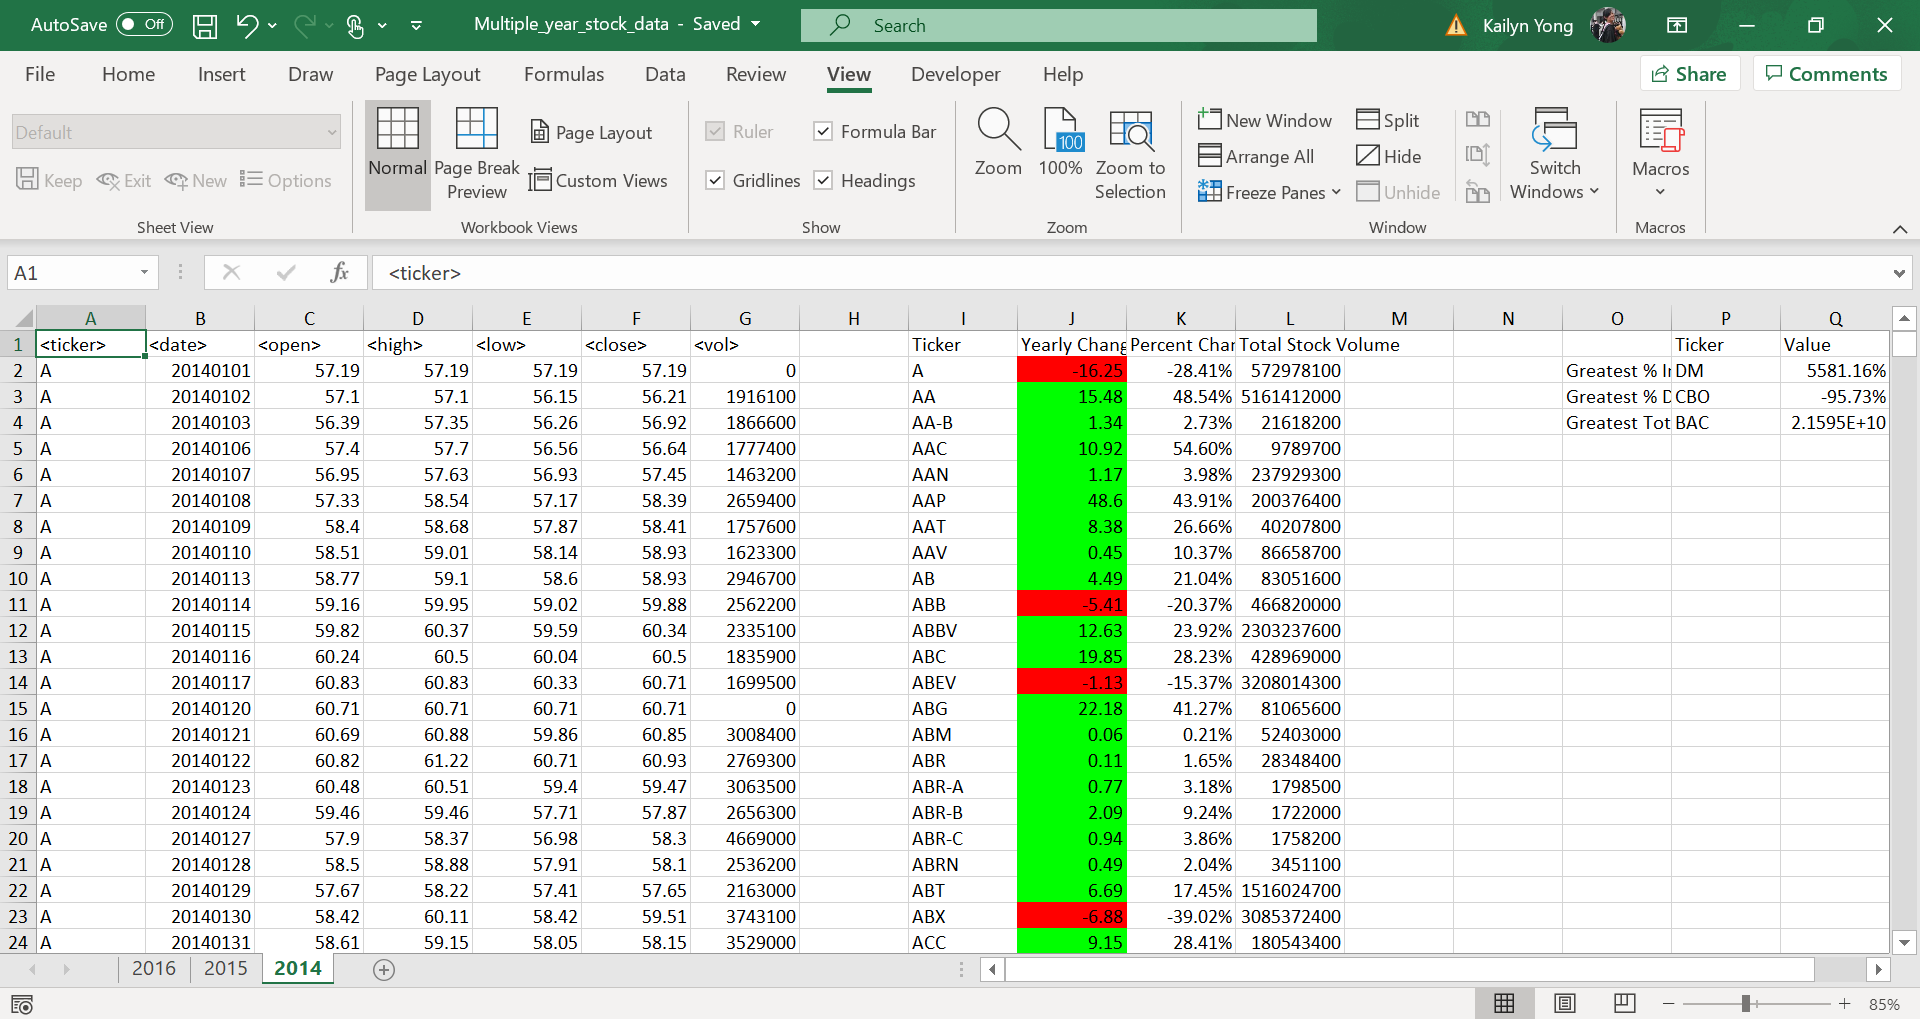 AutoSave Off Multiple_year_stock_data - Saved Search Kailyn Yong
File Home Insert Draw Page Layout Formulas Data Review View Developer Help Share Comments
Default
Keep Exit New Options
Sheet View
Normal
Page Break Preview
Page Layout
Custom Views
Workbook Views
Ruler Formula Bar
Gridlines Headings
Show
Zoom
100
100%
Zoom to Selection
Zoom
New Window
Arrange All
Freeze Panes
Split
Hide
Unhide
Switch Windows
Window
Macros
Macros
A1 fx <ticker>
A B C D E F G H I J K L M N O P Q
1 <ticker> <date> <open> <high> <low> <close> <vol> Ticker Yearly Chang Percent Char Total Stock Volume Ticker Value
2 A 20140101 57.19 57.19 57.19 57.19 0 A -16.25 -28.41% 572978100 Greatest % Ir DM 5581.16%
3 A 20140102 57.1 57.1 56.15 56.21 1916100 AA 15.48 48.54% 5161412000 Greatest % D CBO -95.73%
4 A 20140103 56.39 57.35 56.26 56.92 1866600 AA-B 1.34 2.73% 21618200 Greatest Tot BAC 2.1595E+10
5 A 20140106 57.4 57.7 56.56 56.64 1777400 AAC 10.92 54.60% 9789700
6 A 20140107 56.95 57.63 56.93 57.45 1463200 AAN 1.17 3.98% 237929300
7 A 20140108 57.33 58.54 57.17 58.39 2659400 AAP 48.6 43.91% 200376400
8 A 20140109 58.4 58.68 57.87 58.41 1757600 AAT 8.38 26.66% 40207800
9 A 20140110 58.51 59.01 58.14 58.93 1623300 AAV 0.45 10.37% 86658700
10 A 20140113 58.77 59.1 58.6 58.93 2946700 AB 4.49 21.04% 83051600
11 A 20140114 59.16 59.95 59.02 59.88 2562200 ABB -5.41 -20.37% 466820000
12 A 20140115 59.82 60.37 59.59 60.34 2335100 ABBV 12.63 23.92% 2303237600
13 A 20140116 60.24 60.5 60.04 60.5 1835900 ABC 19.85 28.23% 428969000
14 A 20140117 60.83 60.83 60.33 60.71 1699500 ABEV -1.13 -15.37% 3208014300
15 A 20140120 60.71 60.71 60.71 60.71 0 ABG 22.18 41.27% 81065600
16 A 20140121 60.69 60.88 59.86 60.85 3008400 ABM 0.06 0.21% 52403000
17 A 20140122 60.82 61.22 60.71 60.93 2769300 ABR 0.11 1.65% 28348400
18 A 20140123 60.48 60.51 59.4 59.47 3063500 ABR-A 0.77 3.18% 1798500
19 A 20140124 59.46 59.46 57.71 57.87 2656300 ABR-B 2.09 9.24% 1722000
20 A 20140127 57.9 58.37 56.98 58.3 4669000 ABR-C 0.94 3.86% 1758200
21 A 20140128 58.5 58.88 57.91 58.1 2536200 ABRN 0.49 2.04% 3451100
22 A 20140129 57.67 58.22 57.41 57.65 2163000 ABT 6.69 17.45% 1516024700
23 A 20140130 58.42 60.11 58.42 59.51 3743100 ABX -6.88 -39.02% 3085372400
24 A 20140131 58.61 59.15 58.05 58.15 3529000 ACC 9.15 28.41% 180543400
2016 2015 2014
85%